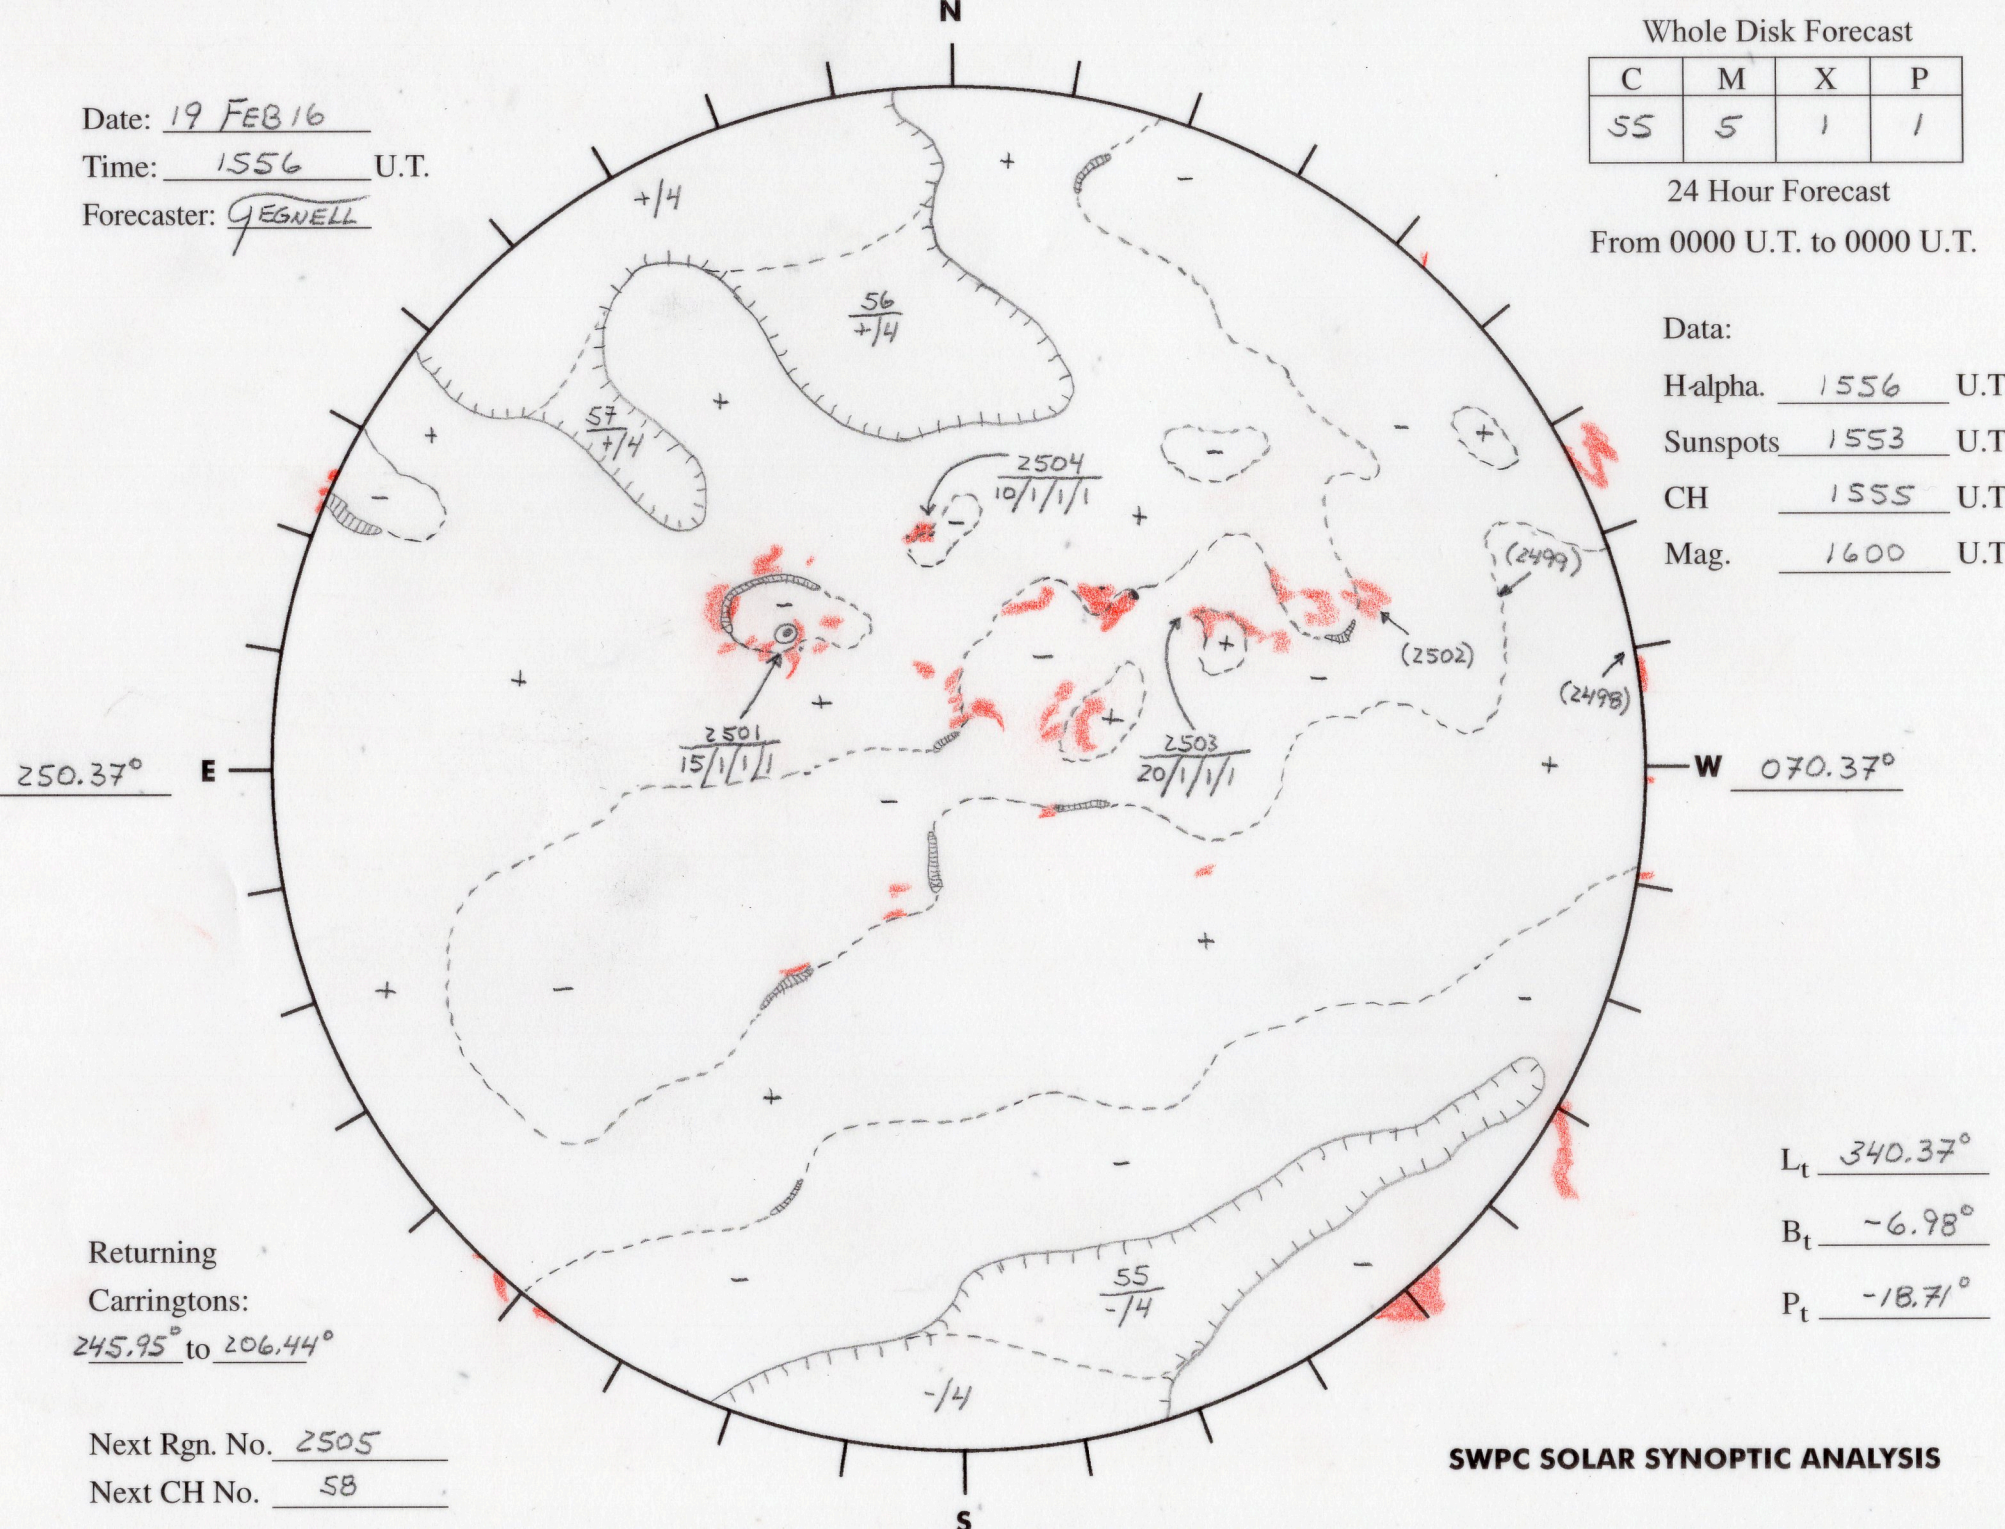 N
Date: 19 FEB 16
Time: 1556 U.T.
Forecaster: GEGNELL
Whole Disk Forecast
C M X P
55 5 1 1
24 Hour Forecast
From 0000 U.T. to 0000 U.T.
Data:
H-alpha. 1556 U.T
Sunspots 1553 U.T
CH 1555 U.T
Mag. 1600 U.T
+/4
+
-
56
+/4
57
+/4
+
+
-
-
-
+
2504
10/1/1/1
-
+
(2499)
-
-
+
-
(2502)
+
+
+
-
(2498)
2501
15/1/1/1
2503
20/1/1/1
250.37° E
W 070.37°
+
-
+
+
-
-
+
-
-
-
55
-/4
-/4
Lt 340.37°
Bt -6.98°
Pt -18.71°
Returning
Carringtons:
245.95° to 206.44°
Next Rgn. No. 2505
Next CH No. 58
SWPC SOLAR SYNOPTIC ANALYSIS
S